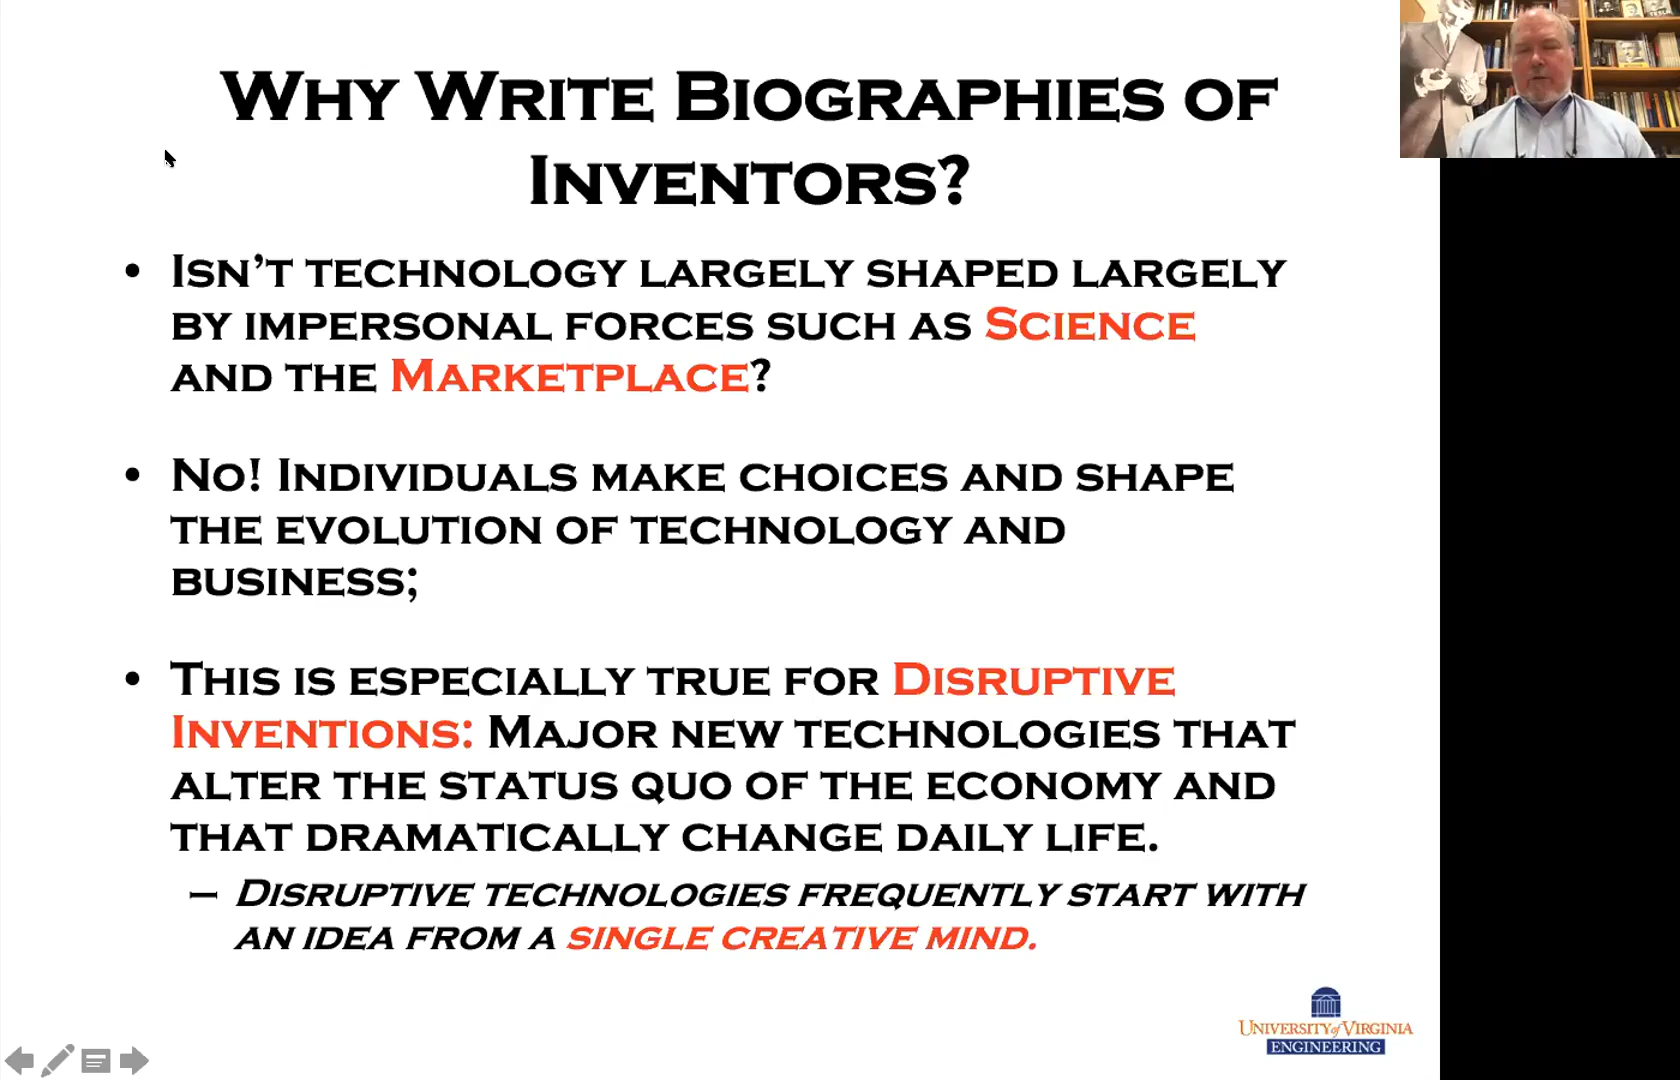 Why Write Biographies of
Inventors?
• Isn't technology largely shaped largely
by impersonal forces such as Science
and the Marketplace?
• No! Individuals make choices and shape
the evolution of technology and
business;
• This is especially true for Disruptive
Inventions: Major new technologies that
alter the status quo of the economy and
that dramatically change daily life.
– Disruptive technologies frequently start with
an idea from a single creative mind.
University of Virginia
ENGINEERING